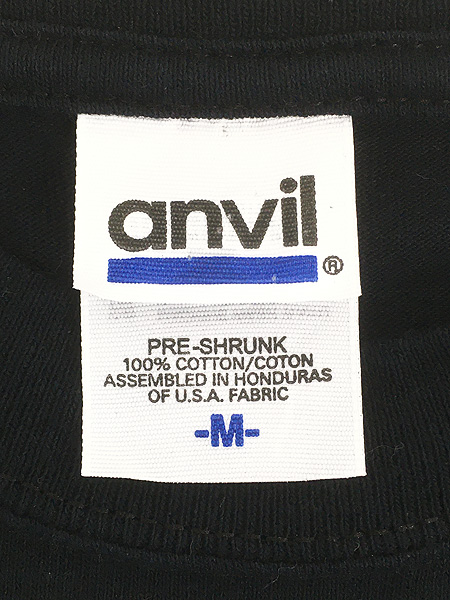 anvil
®
PRE-SHRUNK
100% COTTON/COTON
ASSEMBLED IN HONDURAS
OF U.S.A. FABRIC
-M-